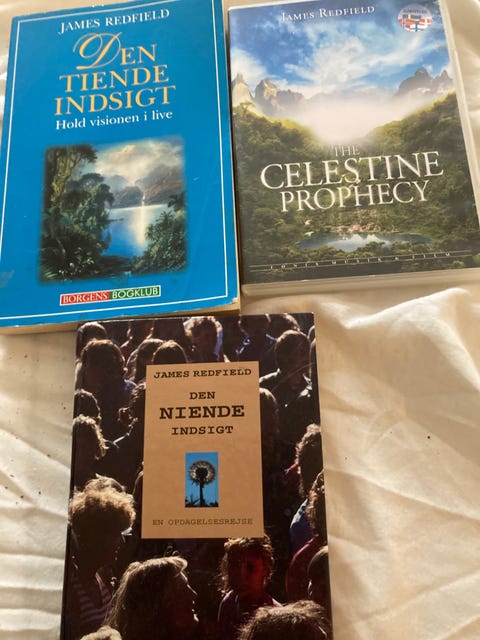 JAMES REDFIELD
DEN
TIENDE
INDSIGT
Hold visionen i live
BORGENS BOGKLUB
JAMES REDFIELD
THE
CELESTINE
PROPHECY
JAMES REDFIELD
DEN
NIENDE
INDSIGT
EN OPDAGELSESREJSE